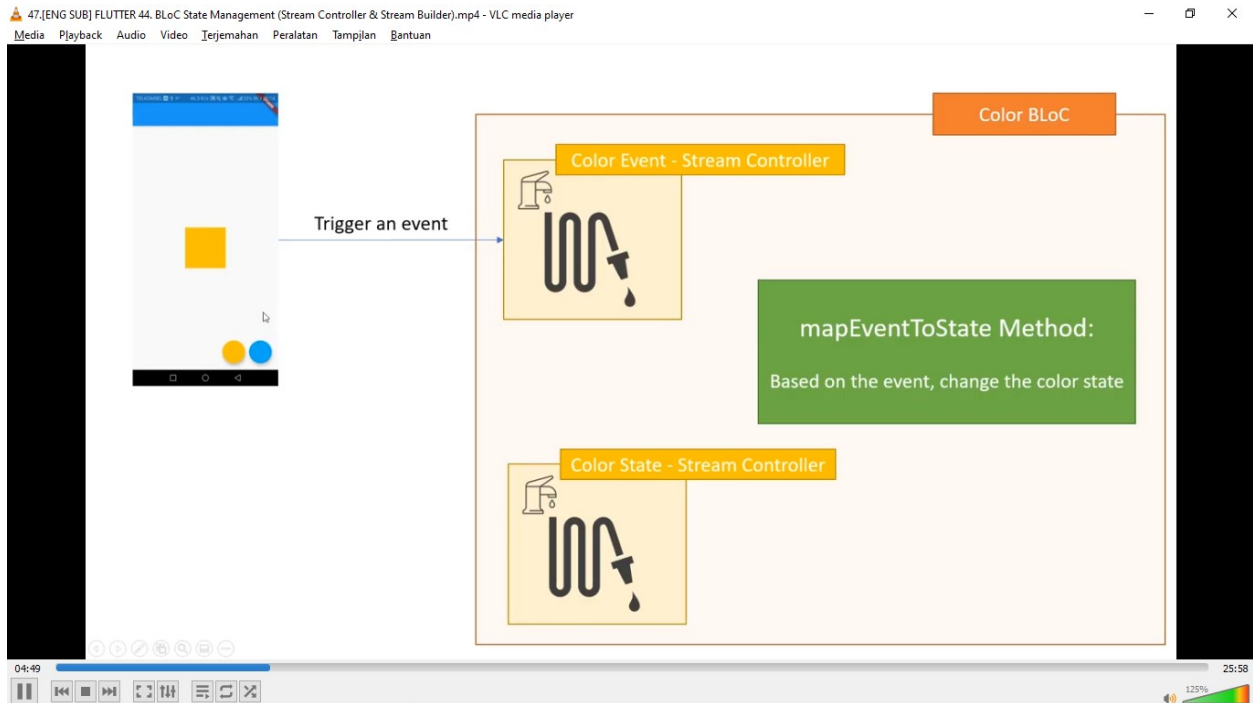 47.[ENG SUB] FLUTTER 44. BLoC State Management (Stream Controller & Stream Builder).mp4 - VLC media player
Media Playback Audio Video Terjemahan Peralatan Tampilan Bantuan
Color BLoC
Color Event - Stream Controller
Trigger an event
mapEventToState Method:
Based on the event, change the color state
Color State - Stream Controller
04:49
25:58
125%